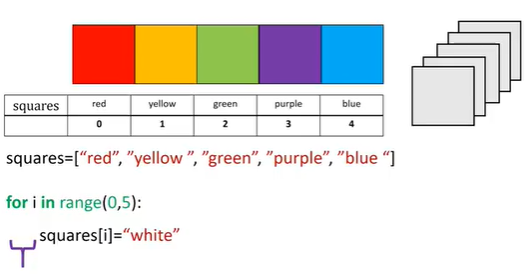 squares red yellow green purple blue
0 1 2 3 4
squares=[“red”, ”yellow ”, ”green”, ”purple”, ”blue “]
for i in range(0,5):
squares[i]=“white”